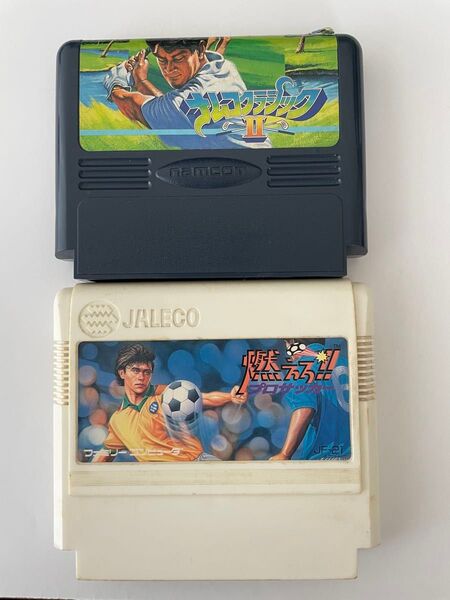 ナムコクラシック
II
namcot
JALECO
燃えろ!!
プロサッカー
ファミリーコンピュータ
JF-21